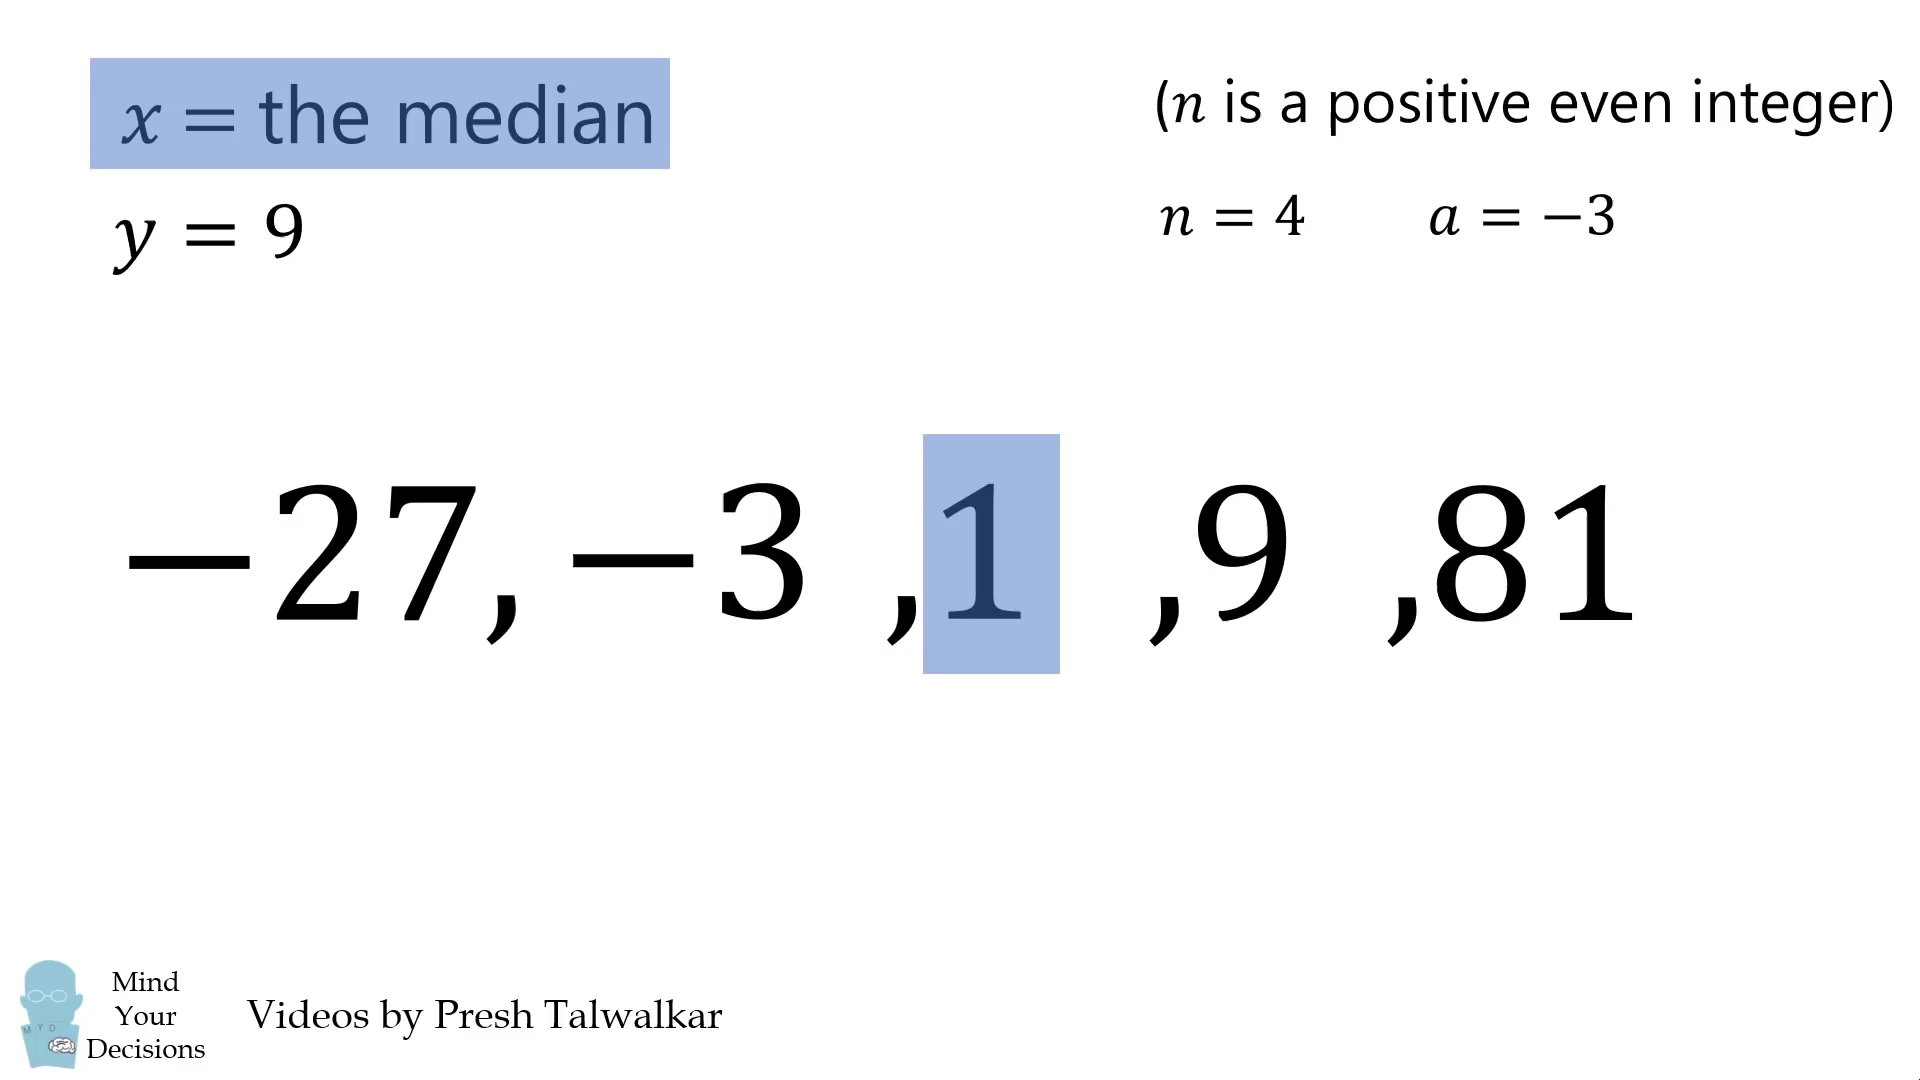 x = the median
(n is a positive even integer)
y = 9
n = 4 a = −3
−27, −3 , 1 , 9 , 81
Mind
Your
Decisions
M Y D
Videos by Presh Talwalkar